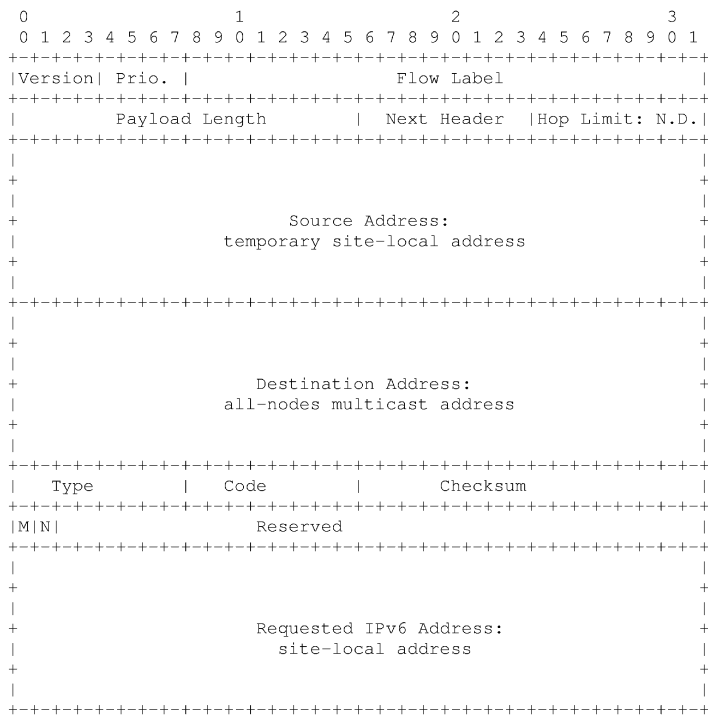 0                   1                   2                   3
 0 1 2 3 4 5 6 7 8 9 0 1 2 3 4 5 6 7 8 9 0 1 2 3 4 5 6 7 8 9 0 1
+-+-+-+-+-+-+-+-+-+-+-+-+-+-+-+-+-+-+-+-+-+-+-+-+-+-+-+-+-+-+-+-+
|Version| Prio. |                   Flow Label                  |
+-+-+-+-+-+-+-+-+-+-+-+-+-+-+-+-+-+-+-+-+-+-+-+-+-+-+-+-+-+-+-+-+
|         Payload Length        |  Next Header  |Hop Limit: N.D.|
+-+-+-+-+-+-+-+-+-+-+-+-+-+-+-+-+-+-+-+-+-+-+-+-+-+-+-+-+-+-+-+-+
|                                                               |
+                                                               +
|                                                               |
+                         Source Address:                       +
|                   temporary site-local address                |
+                                                               +
|                                                               |
+-+-+-+-+-+-+-+-+-+-+-+-+-+-+-+-+-+-+-+-+-+-+-+-+-+-+-+-+-+-+-+-+
|                                                               |
+                                                               +
|                                                               |
+                      Destination Address:                     +
|                   all-nodes multicast address                 |
+                                                               +
|                                                               |
+-+-+-+-+-+-+-+-+-+-+-+-+-+-+-+-+-+-+-+-+-+-+-+-+-+-+-+-+-+-+-+-+
|   Type        |   Code        |       Checksum                |
+-+-+-+-+-+-+-+-+-+-+-+-+-+-+-+-+-+-+-+-+-+-+-+-+-+-+-+-+-+-+-+-+
|M|N|                  Reserved                                 |
+-+-+-+-+-+-+-+-+-+-+-+-+-+-+-+-+-+-+-+-+-+-+-+-+-+-+-+-+-+-+-+-+
|                                                               |
+                                                               +
|                                                               |
+                      Requested IPv6 Address:                  +
|                        site-local address                     |
+                                                               +
|                                                               |
+-+-+-+-+-+-+-+-+-+-+-+-+-+-+-+-+-+-+-+-+-+-+-+-+-+-+-+-+-+-+-+-+